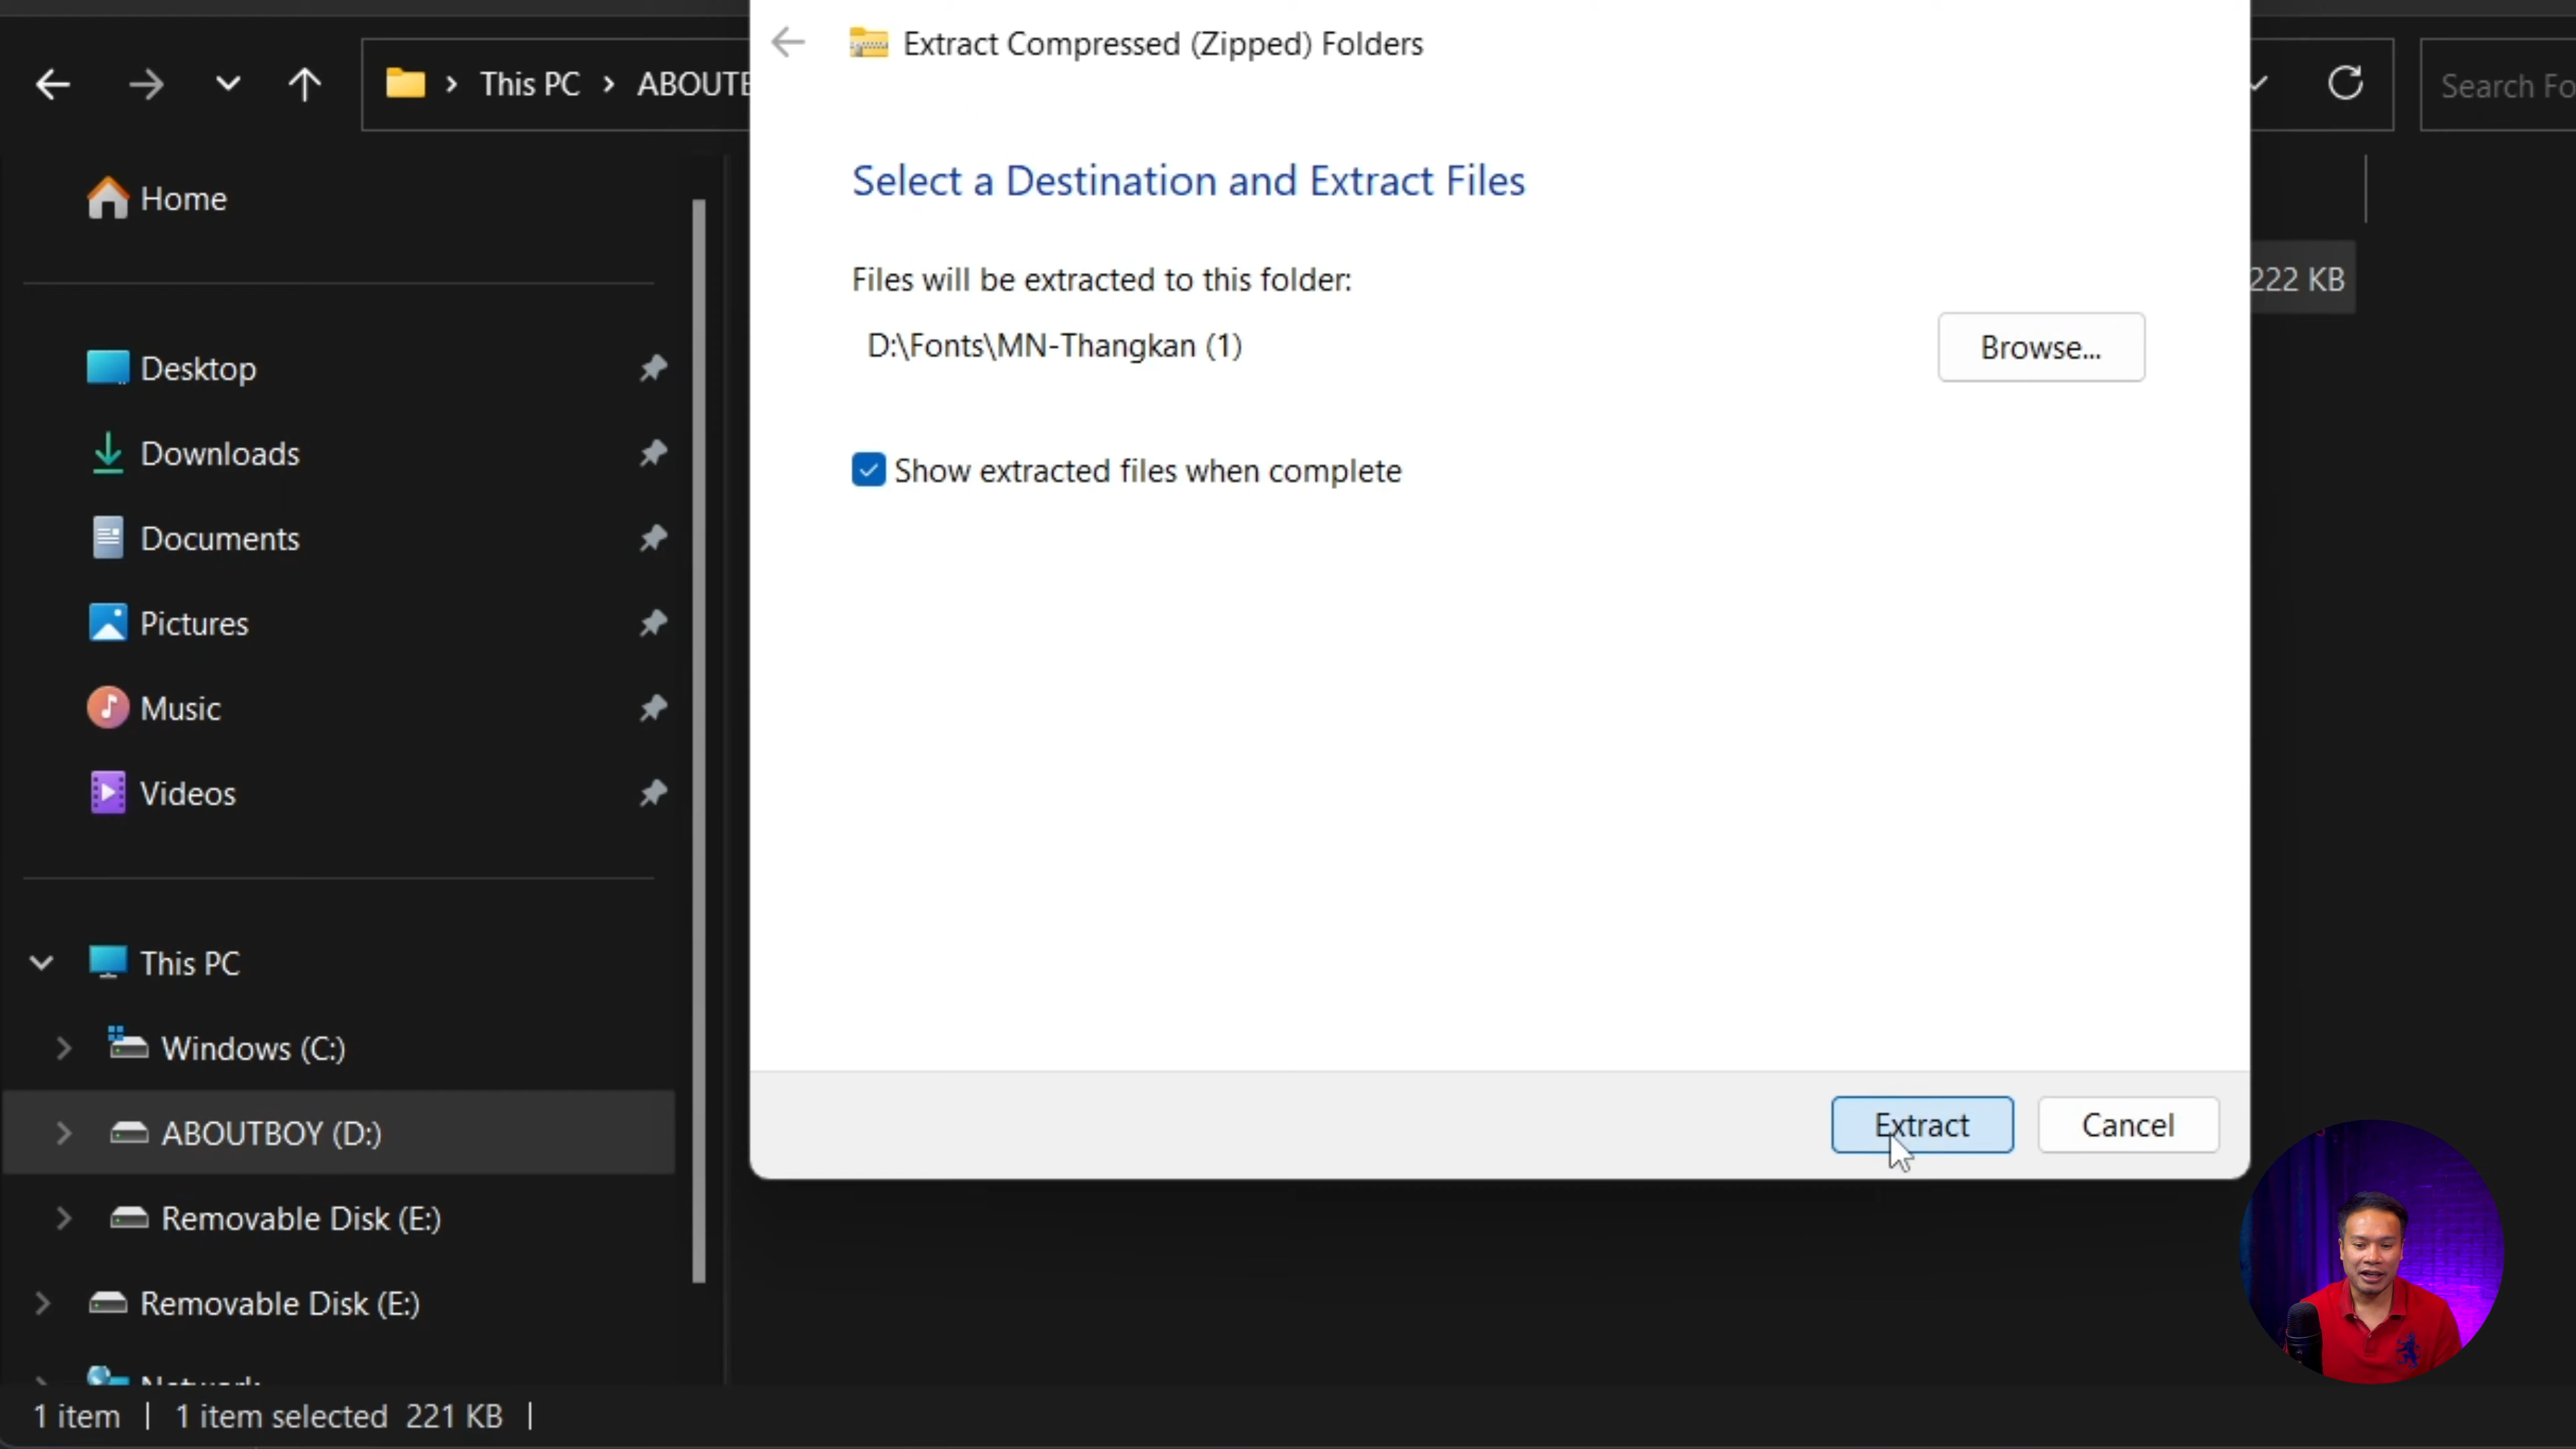 This PC
Search Fo
Home
Desktop
Downloads
Documents
Pictures
Music
Videos
This PC
Windows (C:)
ABOUTBOY (D:)
Removable Disk (E:)
Removable Disk (E:)
Network
1 item
1 item selected 221 KB
Extract Compressed (Zipped) Folders
Select a Destination and Extract Files
Files will be extracted to this folder:
D:\Fonts\MN-Thangkan (1)
Browse...
Show extracted files when complete
Extract
Cancel
222 KB